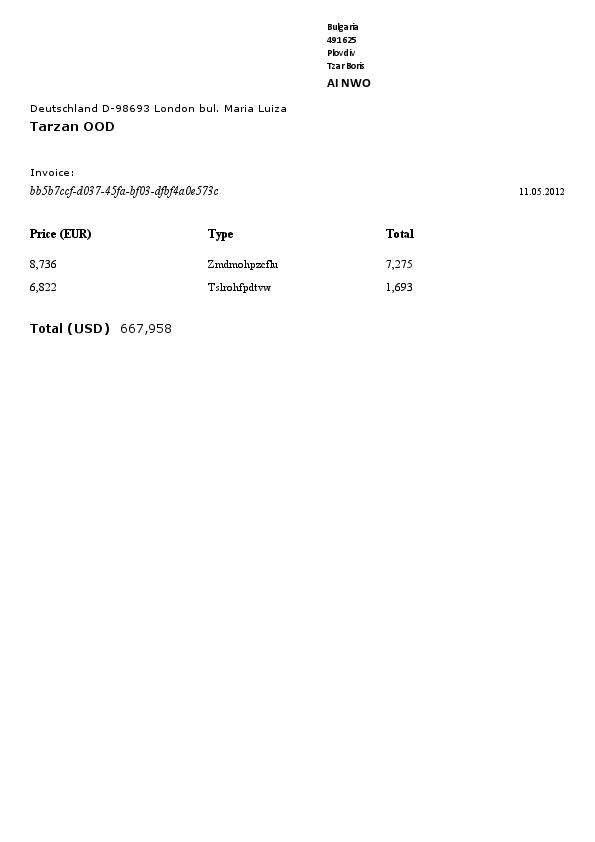 Bulgaria
491625
Plovdiv
Tzar Boris
AI NWO
Deutschland D-98693 London bul. Maria Luiza
Tarzan OOD
Invoice:
bb5b7ccf-d037-45fa-bf03-dfbf4a0e573c
11.05.2012
Price (EUR) Type Total
8,736 Zmdmohpzcflu 7,275
6,822 Tslrohfpdtvw 1,693
Total (USD) 667,958